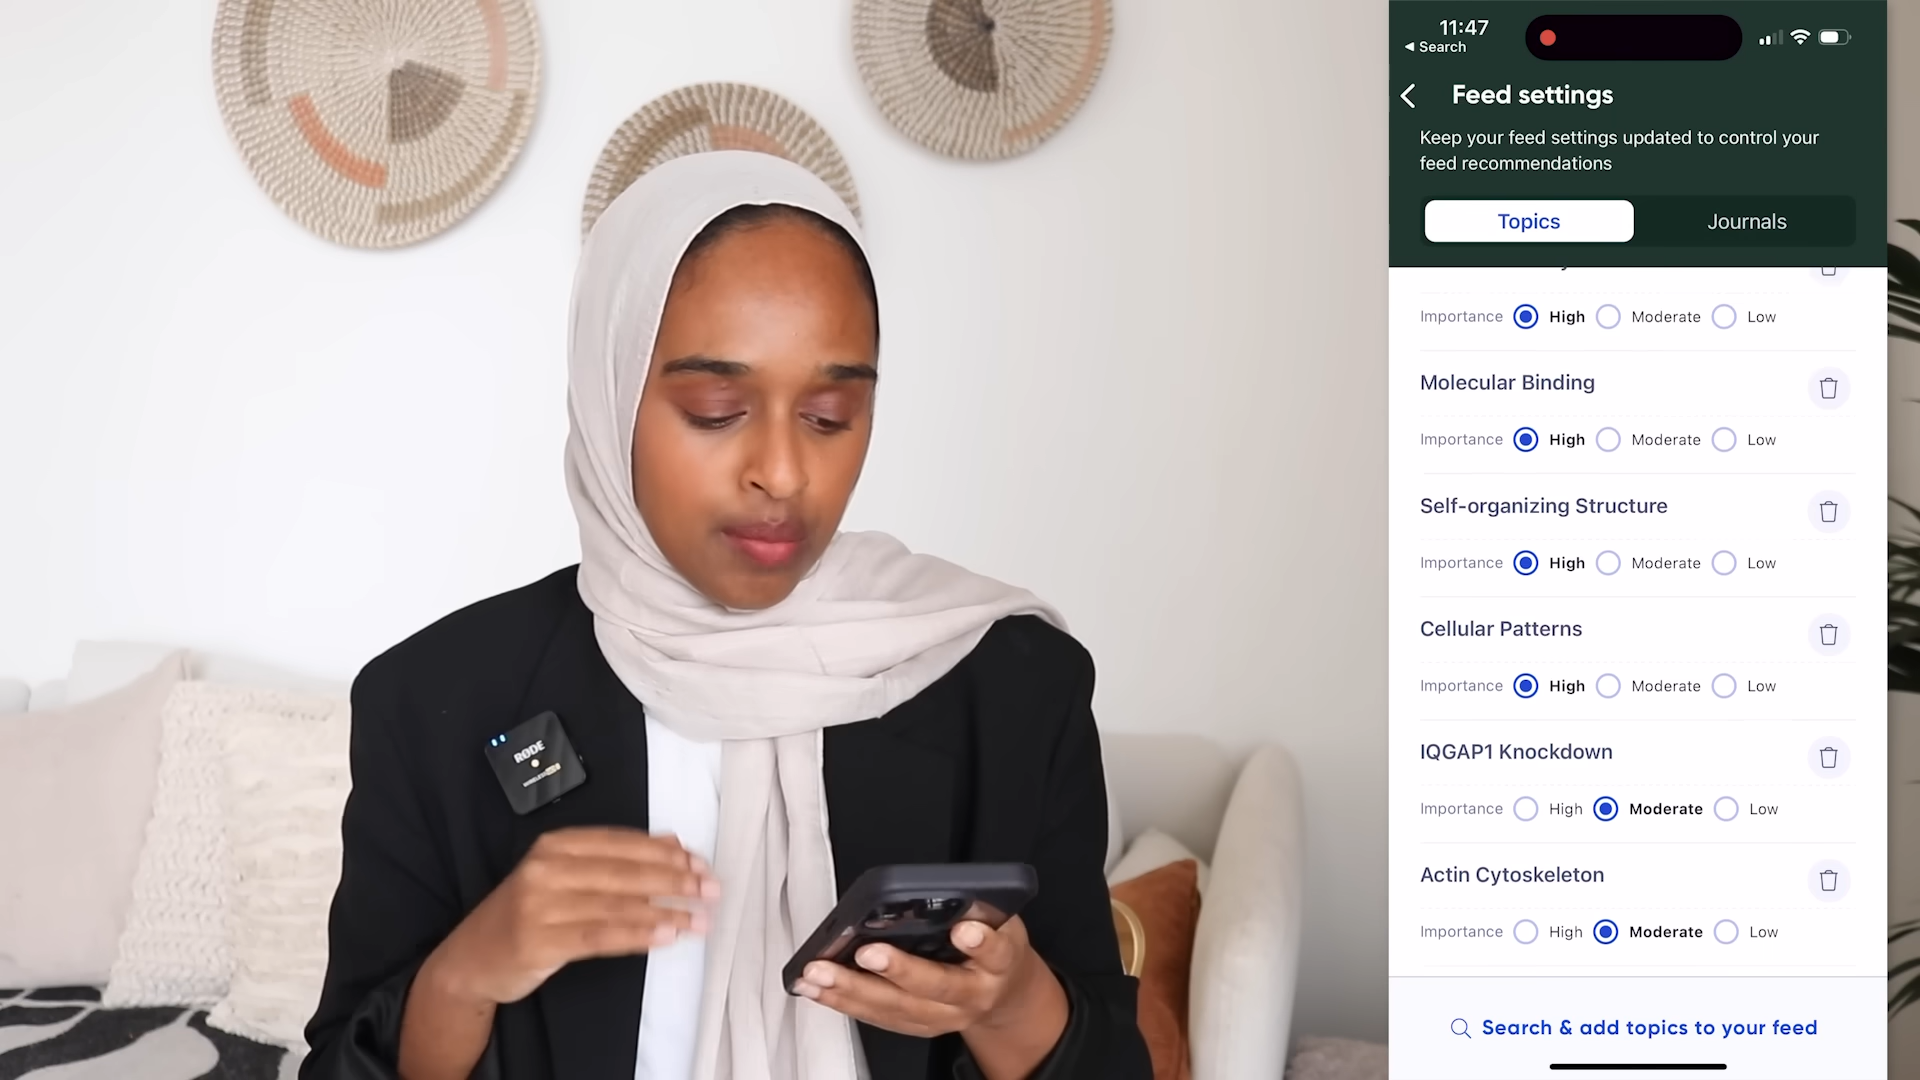 11:47
Search
Feed settings
Keep your feed settings updated to control your
feed recommendations
Topics
Journals
Importance High Moderate Low
Molecular Binding
Importance High Moderate Low
Self-organizing Structure
Importance High Moderate Low
Cellular Patterns
Importance High Moderate Low
IQGAP1 Knockdown
Importance High Moderate Low
Actin Cytoskeleton
Importance High Moderate Low
Search & add topics to your feed
RØDE